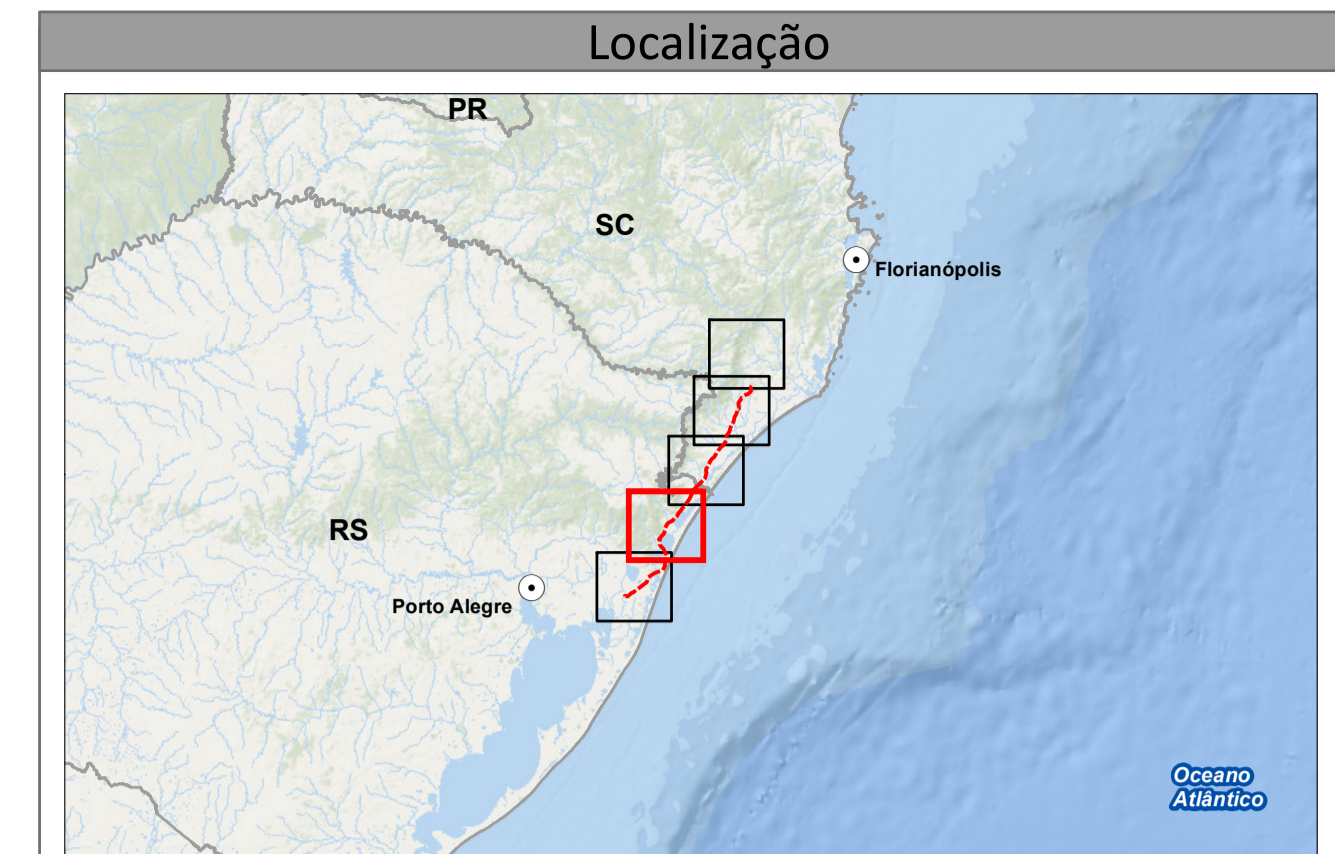 Localização
PR
SC
Florianópolis
RS
Porto Alegre
Oceano
Atlântico